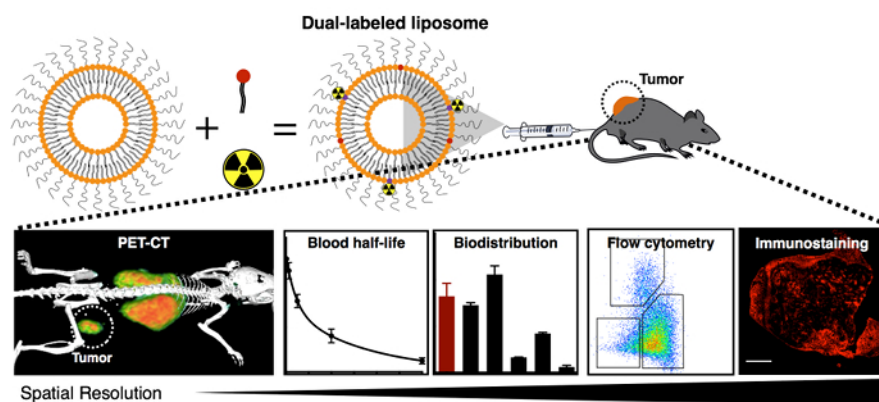 Dual-labeled liposome
Tumor
PET-CT
Blood half-life
Biodistribution
Flow cytometry
Immunostaining
Tumor
Spatial Resolution